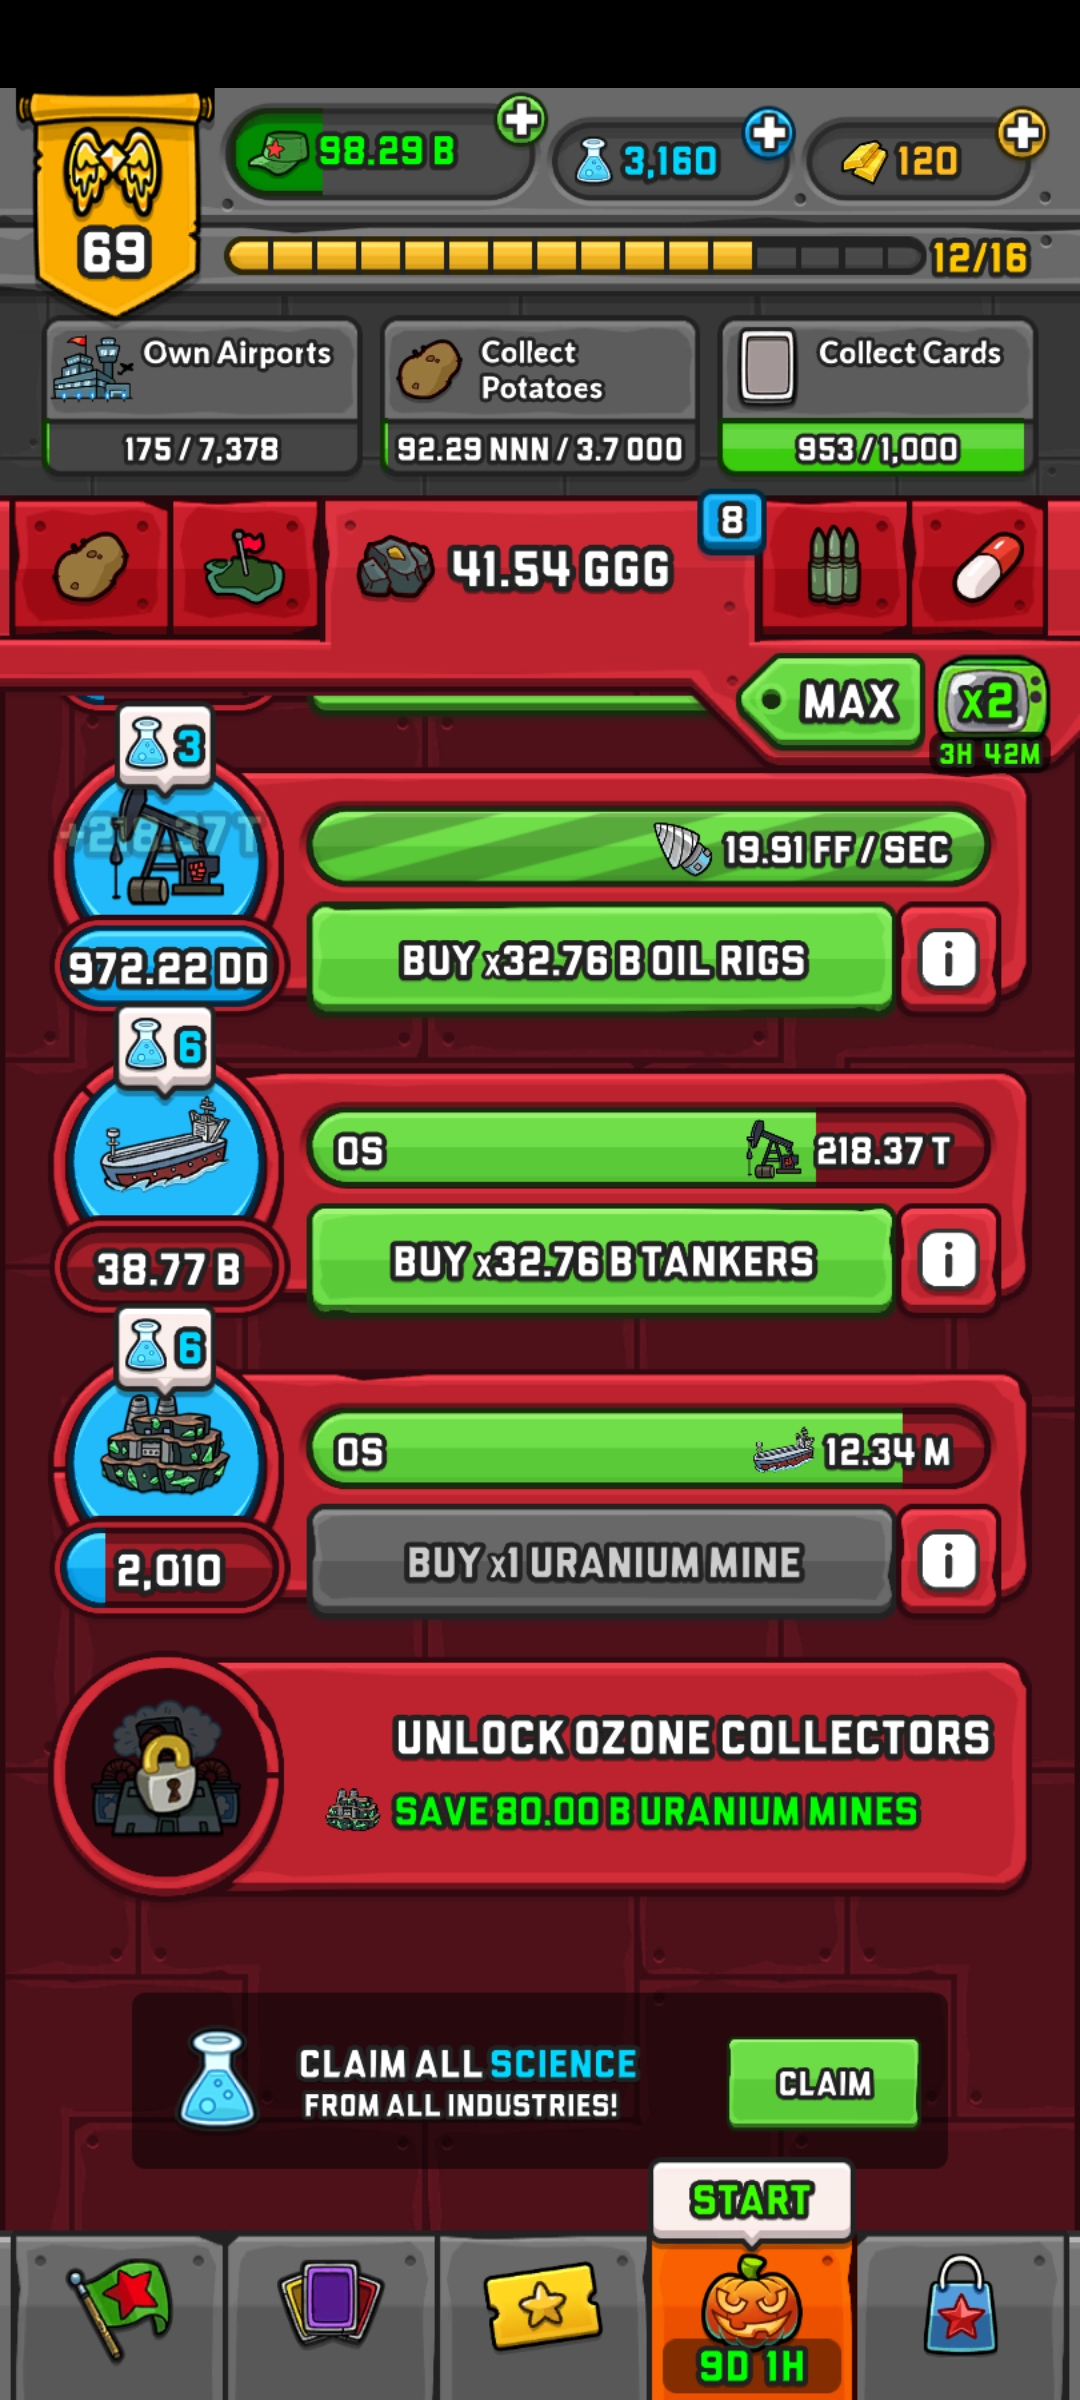 98.29 B
3,160
120
69
12/16
Own Airports
175 / 7,378
Collect
Potatoes
92.29 NNN / 3.7 OOO
Collect Cards
953 / 1,000
41.54 GGG
8
MAX
x2
3H 42M
3
+218.37 T
19.91 FF / SEC
972.22 DD
BUY x32.76 B OIL RIGS
i
6
0S
218.37 T
38.77 B
BUY x32.76 B TANKERS
i
6
0S
12.34 M
2,010
BUY x1 URANIUM MINE
i
UNLOCK OZONE COLLECTORS
SAVE 80.00 B URANIUM MINES
CLAIM ALL SCIENCE
FROM ALL INDUSTRIES!
CLAIM
START
9D 1H